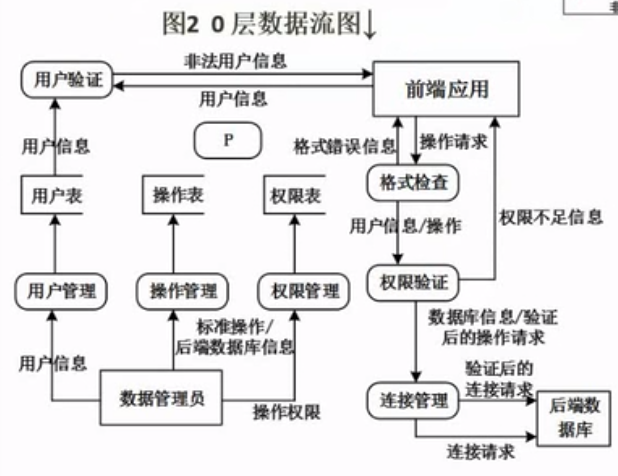 图2 0层数据流图↓
用户验证
非法用户信息
用户信息
前端应用
P
用户信息
格式错误信息
操作请求
格式检查
用户表
操作表
权限表
用户信息/操作
权限不足信息
用户管理
操作管理
权限管理
权限验证
标准操作/
后端数据库信息
数据库信息/验证
后的操作请求
用户信息
数据管理员
操作权限
连接管理
验证后的
连接请求
后端数
据库
连接请求